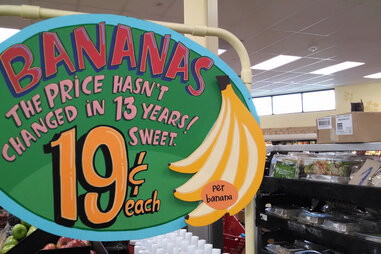 BANANAS
THE PRICE HASN'T
CHANGED IN 13 YEARS!
SWEET.
19¢
each
per
banana